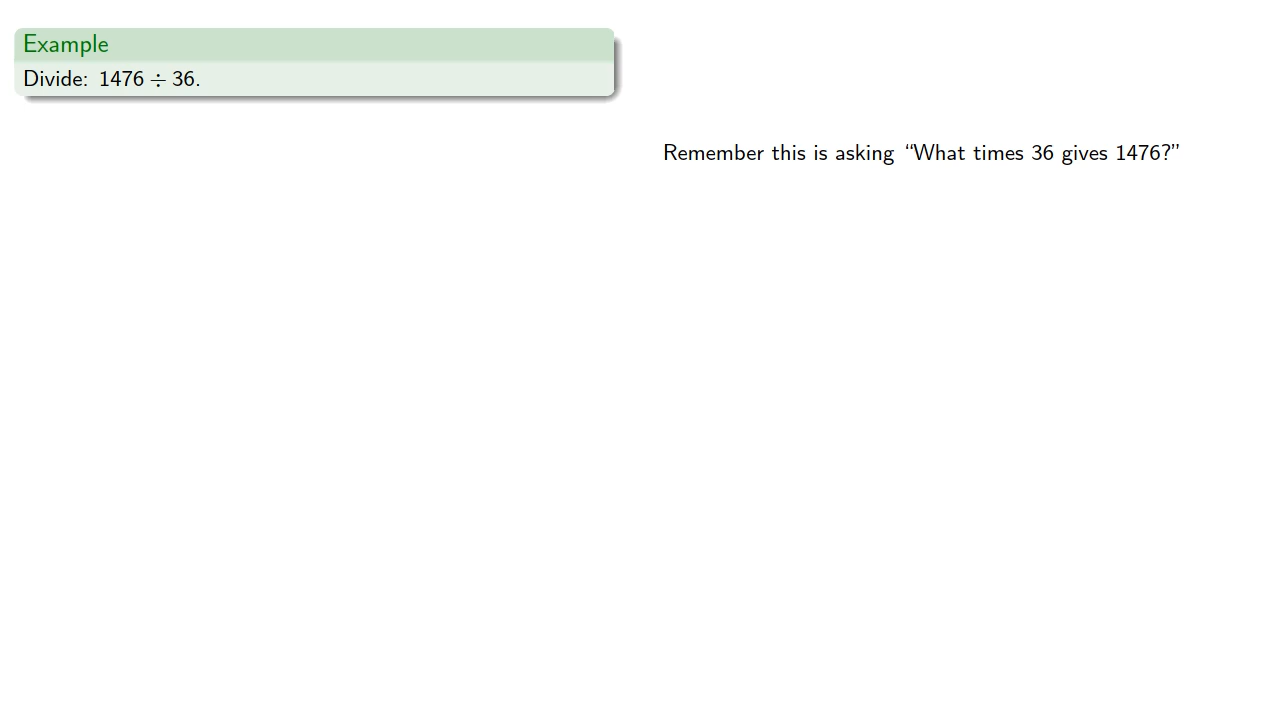 Example
Divide: 1476 ÷ 36.
Remember this is asking “What times 36 gives 1476?”